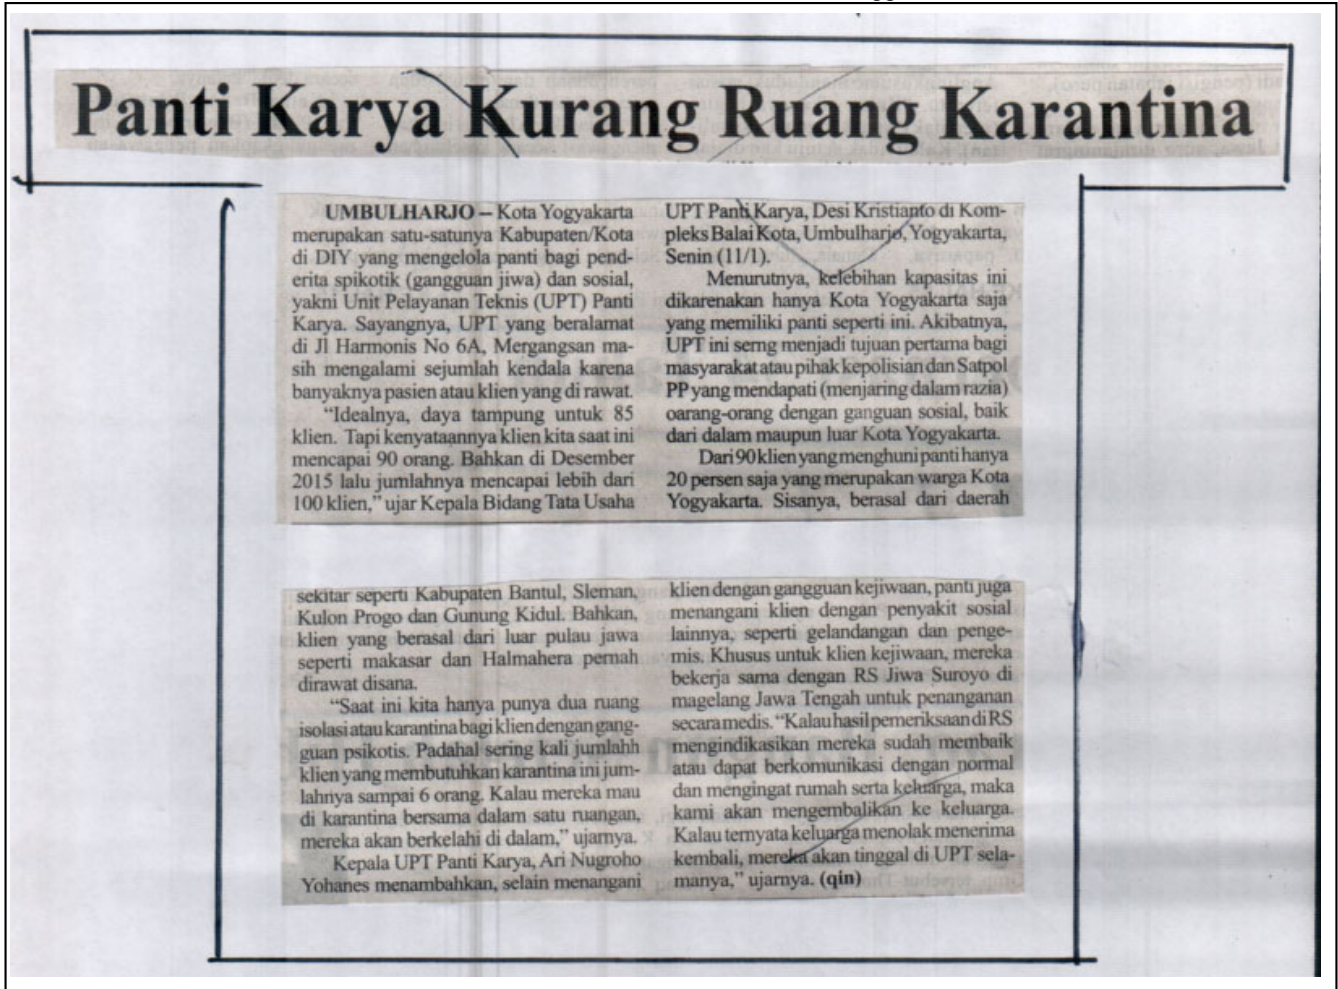 Panti Karya Kurang Ruang Karantina
UMBULHARJO – Kota Yogyakarta
merupakan satu-satunya Kabupaten/Kota
di DIY yang mengelola panti bagi pend-
erita spikotik (gangguan jiwa) dan sosial,
yakni Unit Pelayanan Teknis (UPT) Panti
Karya. Sayangnya, UPT yang beralamat
di Jl Harmonis No 6A, Mergangsan ma-
sih mengalami sejumlah kendala karena
banyaknya pasien atau klien yang di rawat.
“Idealnya, daya tampung untuk 85
klien. Tapi kenyataannya klien kita saat ini
mencapai 90 orang. Bahkan di Desember
2015 lalu jumlahnya mencapai lebih dari
100 klien,” ujar Kepala Bidang Tata Usaha
UPT Panti Karya, Desi Kristianto di Kom-
pleks Balai Kota, Umbulharjo, Yogyakarta,
Senin (11/1).
Menurutnya, kelebihan kapasitas ini
dikarenakan hanya Kota Yogyakarta saja
yang memiliki panti seperti ini. Akibatnya,
UPT ini serng menjadi tujuan pertama bagi
masyarakat atau pihak kepolisian dan Satpol
PP yang mendapati (menjaring dalam razia)
oarang-orang dengan ganguan sosial, baik
dari dalam maupun luar Kota Yogyakarta.
Dari 90 klien yang menghuni panti hanya
20 persen saja yang merupakan warga Kota
Yogyakarta. Sisanya, berasal dari daerah
sekitar seperti Kabupaten Bantul, Sleman,
Kulon Progo dan Gunung Kidul. Bahkan,
klien yang berasal dari luar pulau jawa
seperti makasar dan Halmahera pernah
dirawat disana.
“Saat ini kita hanya punya dua ruang
isolasi atau karantina bagi klien dengan gang-
guan psikotis. Padahal sering kali jumlahh
klien yang membutuhkan karantina ini jum-
lahnya sampai 6 orang. Kalau mereka mau
di karantina bersama dalam satu ruangan,
mereka akan berkelahi di dalam,” ujarnya.
Kepala UPT Panti Karya, Ari Nugroho
Yohanes menambahkan, selain menangani
klien dengan gangguan kejiwaan, panti juga
menangani klien dengan penyakit sosial
lainnya, seperti gelandangan dan penge-
mis. Khusus untuk klien kejiwaan, mereka
bekerja sama dengan RS Jiwa Suroyo di
magelang Jawa Tengah untuk penanganan
secara medis. “Kalau hasil pemeriksaan di RS
mengindikasikan mereka sudah membaik
atau dapat berkomunikasi dengan normal
dan mengingat rumah serta keluarga, maka
kami akan mengembalikan ke keluarga.
Kalau ternyata keluarga menolak menerima
kembali, mereka akan tinggal di UPT sela-
manya,” ujarnya. (qin)